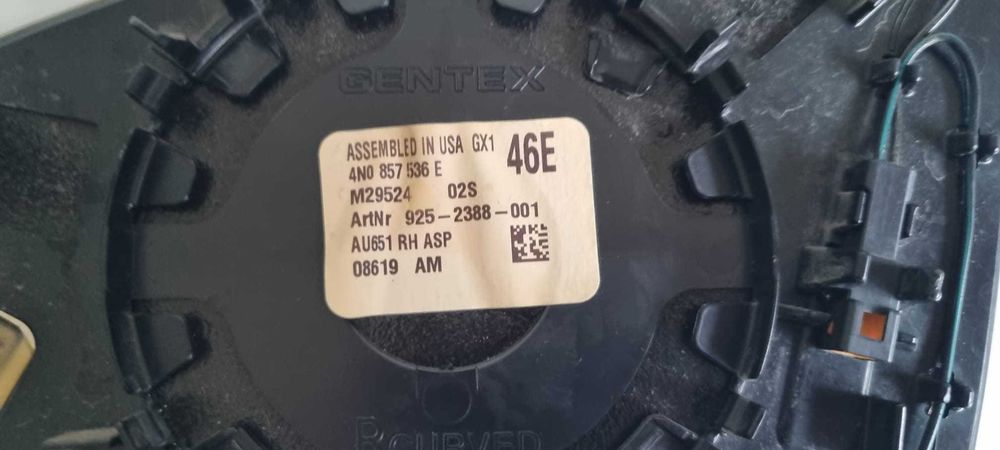 GENTEX
ASSEMBLED IN USA GX1 46E
4N0 857 536 E
M29524 02S
ArtNr 925-2388-001
AU651 RH ASP
08619 AM
R CURVED